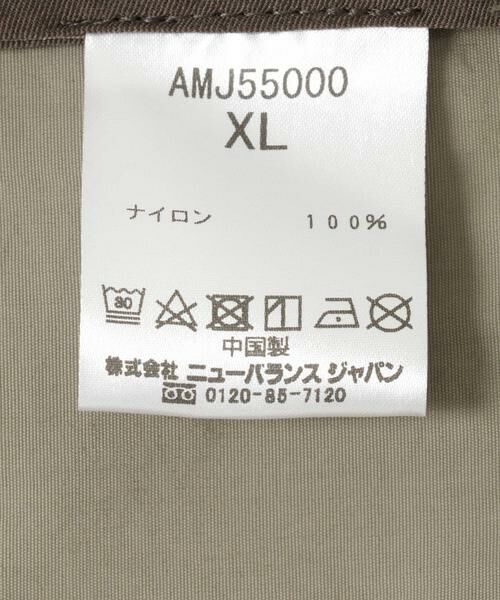 AMJ55000
XL
ナイロン 100%
中国製
株式会社 ニューバランス ジャパン
0120-85-7120